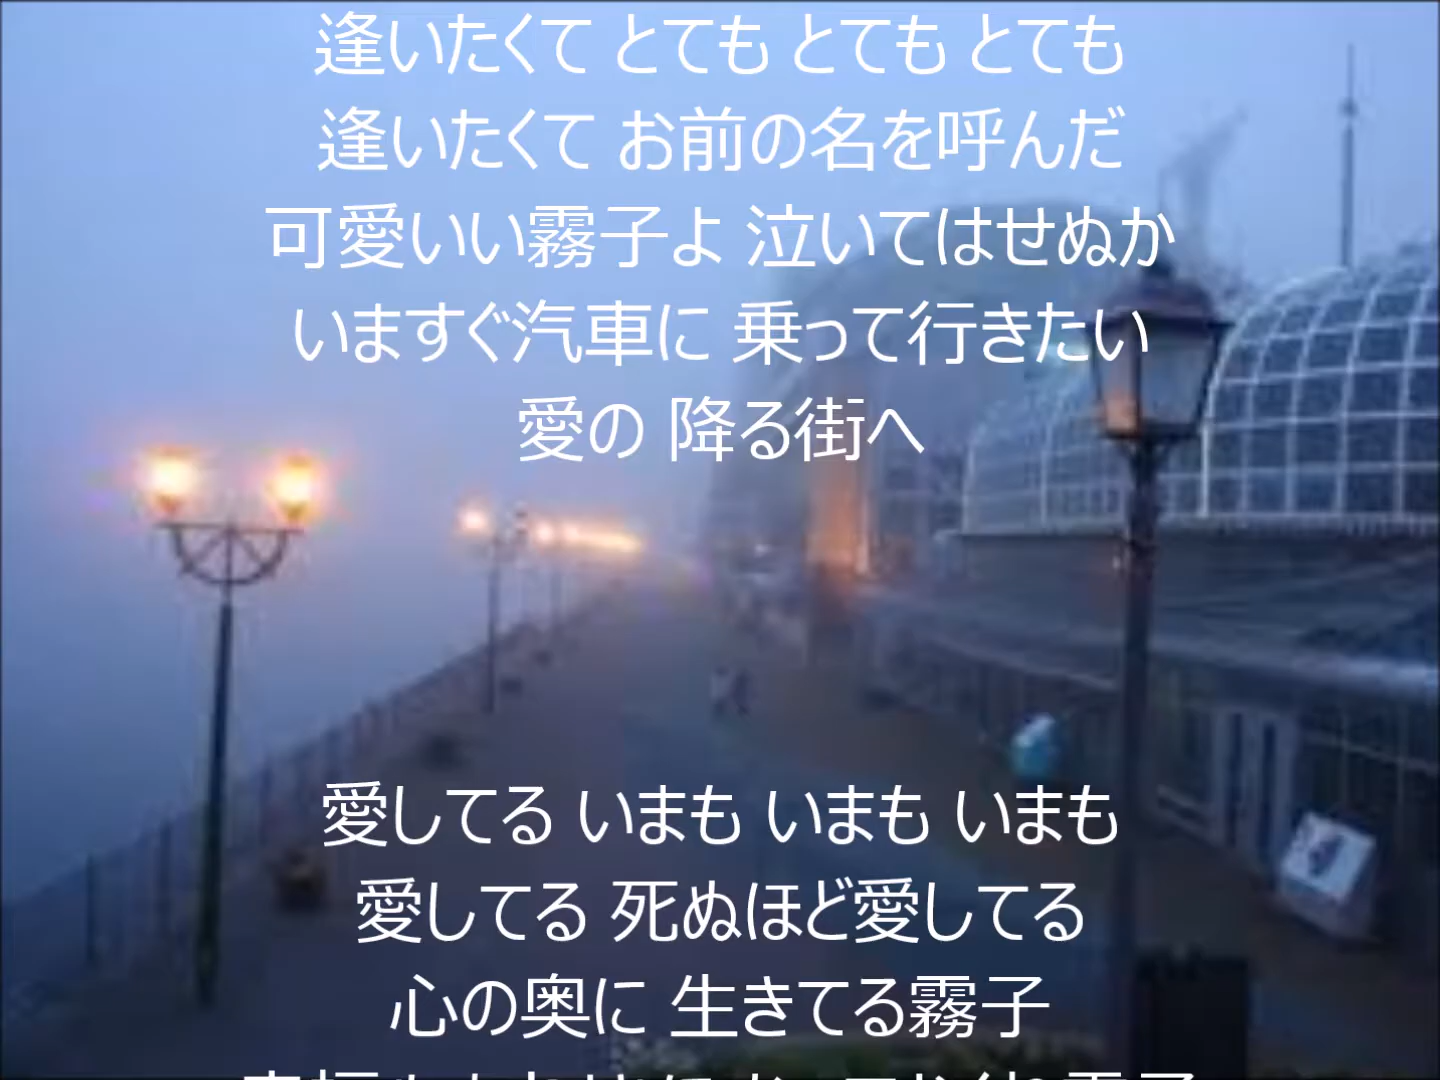 逢いたくて とても とても とても
逢いたくて お前の名を呼んだ
可愛いい霧子よ 泣いてはせぬか
いますぐ汽車に 乗って行きたい
愛の 降る街へ
愛してる いまも いまも いまも
愛してる 死ぬほど愛してる
心の奥に 生きてる霧子